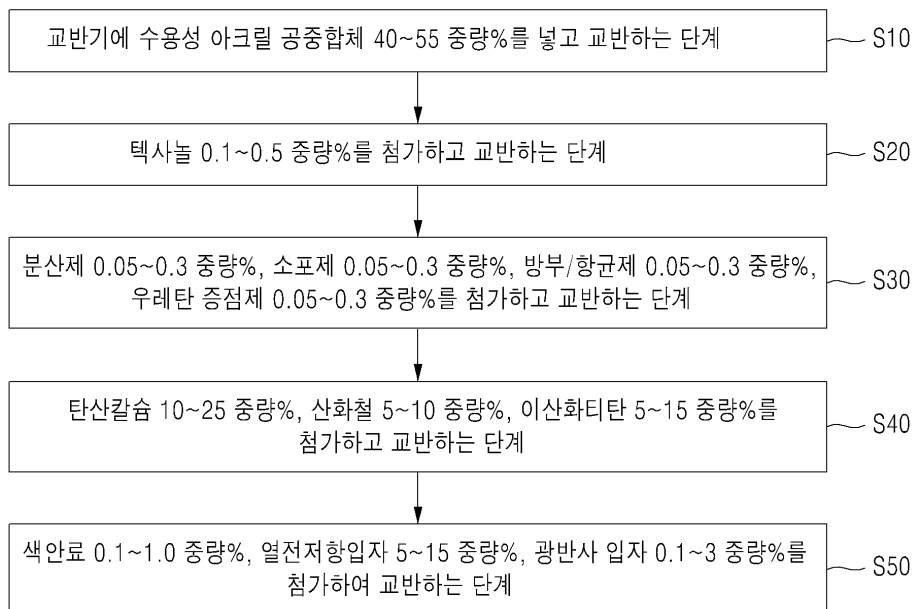 교반기에 수용성 아크릴 공중합체 40~55 중량%를 넣고 교반하는 단계
S10
텍사놀 0.1~0.5 중량%를 첨가하고 교반하는 단계
S20
분산제 0.05~0.3 중량%, 소포제 0.05~0.3 중량%, 방부/항균제 0.05~0.3 중량%,
우레탄 증점제 0.05~0.3 중량%를 첨가하고 교반하는 단계
S30
탄산칼슘 10~25 중량%, 산화철 5~10 중량%, 이산화티탄 5~15 중량%를
첨가하고 교반하는 단계
S40
색안료 0.1~1.0 중량%, 열전저항입자 5~15 중량%, 광반사 입자 0.1~3 중량%를
첨가하여 교반하는 단계
S50